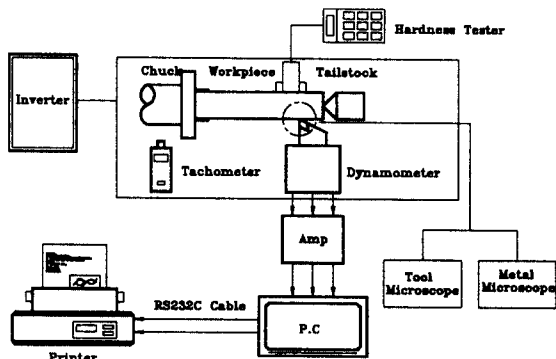 Hardness Tester
Chuck Workpiece Tailstock
Inverter
Tachometer
Dynamometer
Amp
Tool
Microscope
Metal
Microscope
RS232C Cable
P.C
Printer